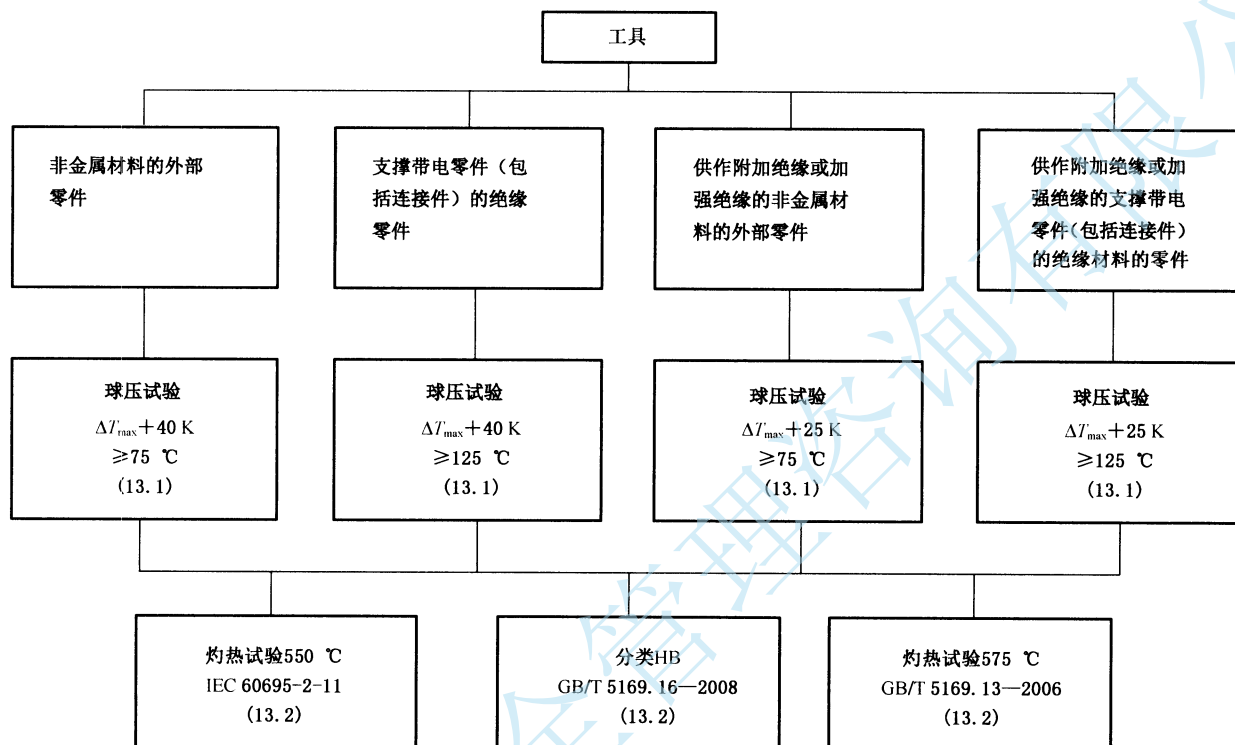 工具
非金属材料的外部
零件
支撑带电零件（包
括连接件）的绝缘
零件
供作附加绝缘或加
强绝缘的非金属材
料的外部零件
供作附加绝缘或加
强绝缘的支撑带电
零件(包括连接件)
的绝缘材料的零件
球压试验
ΔTmax+40 K
≥75 ℃
(13.1)
球压试验
ΔTmax+40 K
≥125 ℃
(13.1)
球压试验
ΔTmax+25 K
≥75 ℃
(13.1)
球压试验
ΔTmax+25 K
≥125 ℃
(13.1)
灼热试验550 ℃
IEC 60695-2-11
(13.2)
分类HB
GB/T 5169.16—2008
(13.2)
灼热试验575 ℃
GB/T 5169.13—2006
(13.2)
全管理咨询有限公